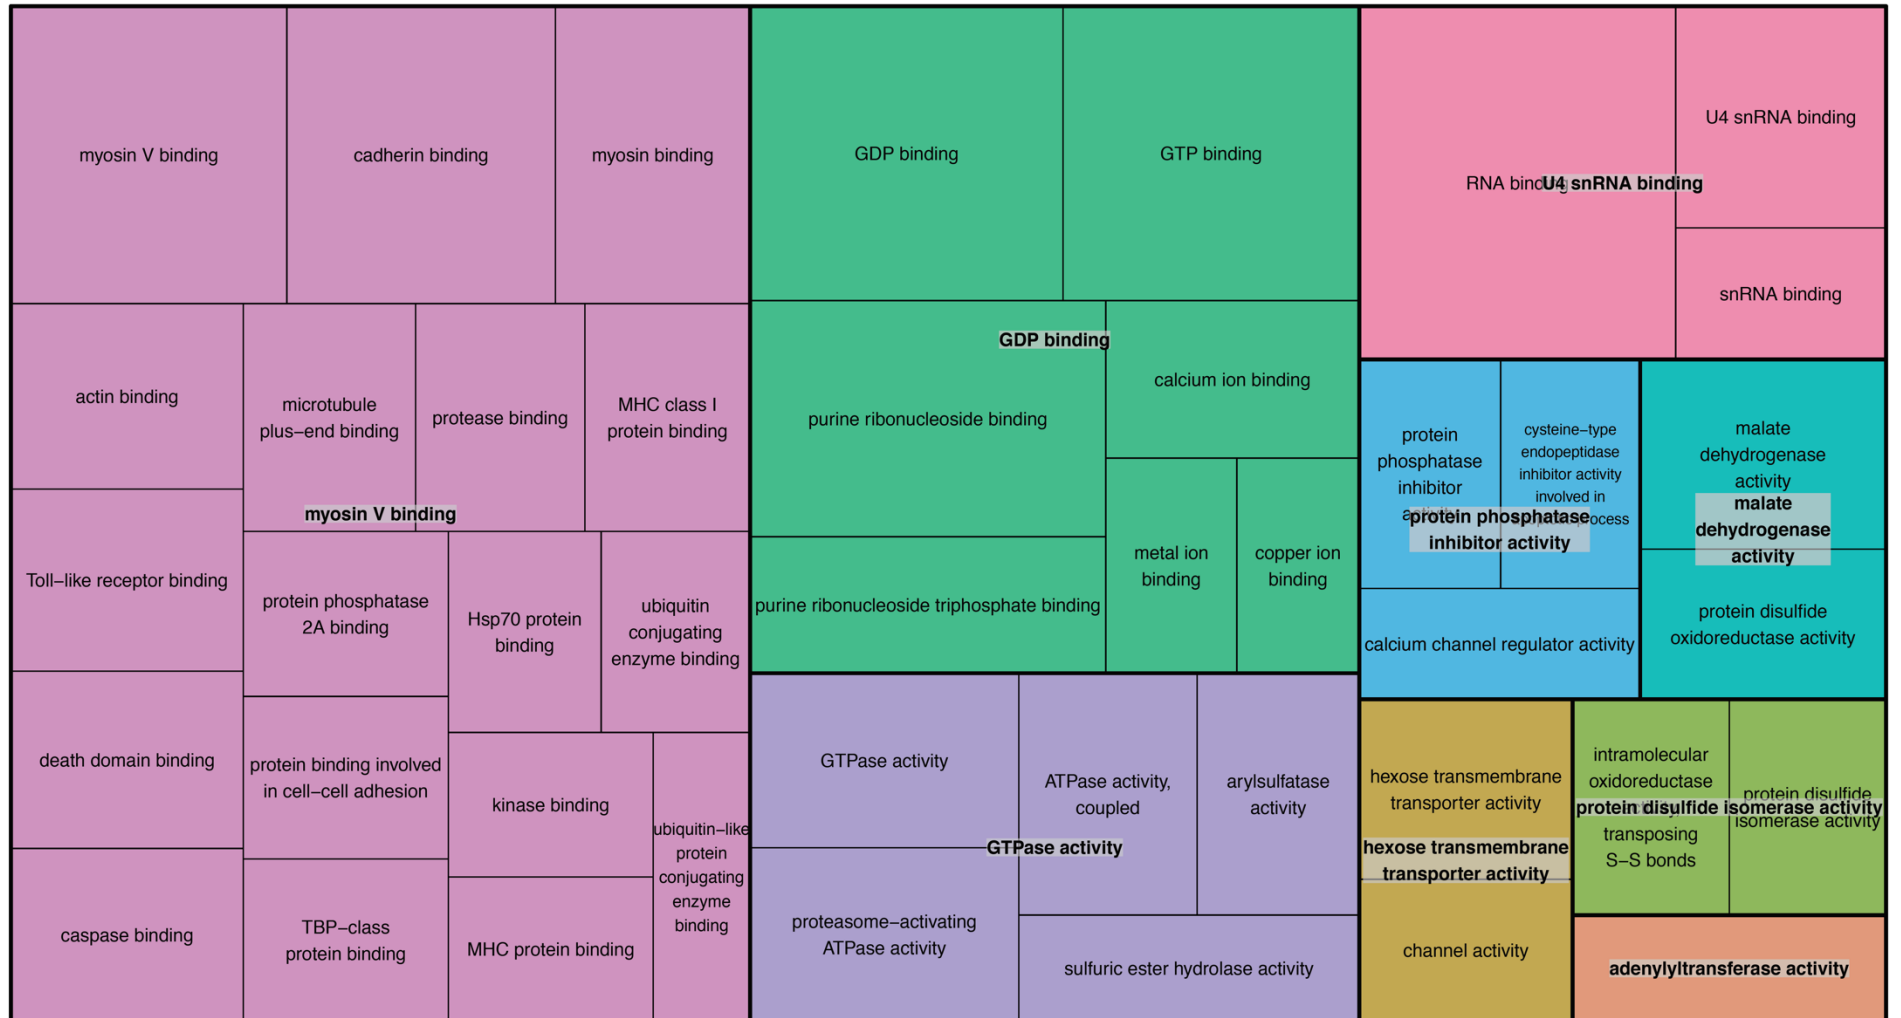 myosin V binding
cadherin binding
myosin binding
actin binding
microtubule
plus−end binding
protease binding
MHC class I
protein binding
myosin V binding
Toll−like receptor binding
protein phosphatase
2A binding
Hsp70 protein
binding
ubiquitin
conjugating
enzyme binding
death domain binding
protein binding involved
in cell−cell adhesion
kinase binding
ubiquitin−like
protein
conjugating
enzyme
binding
caspase binding
TBP−class
protein binding
MHC protein binding
GDP binding
GTP binding
GDP binding
purine ribonucleoside binding
calcium ion binding
metal ion
binding
copper ion
binding
purine ribonucleoside triphosphate binding
GTPase activity
ATPase activity,
coupled
arylsulfatase
activity
GTPase activity
proteasome−activating
ATPase activity
sulfuric ester hydrolase activity
RNA binding
U4 snRNA binding
U4 snRNA binding
snRNA binding
protein
phosphatase
inhibitor
activity
cysteine−type
endopeptidase
inhibitor activity
involved in
process
protein phosphatase
inhibitor activity
calcium channel regulator activity
malate
dehydrogenase
activity
malate
dehydrogenase
activity
protein disulfide
oxidoreductase activity
hexose transmembrane
transporter activity
hexose transmembrane
transporter activity
channel activity
intramolecular
oxidoreductase
transposing
S−S bonds
protein disulfide
isomerase activity
protein disulfide isomerase activity
adenylyltransferase activity